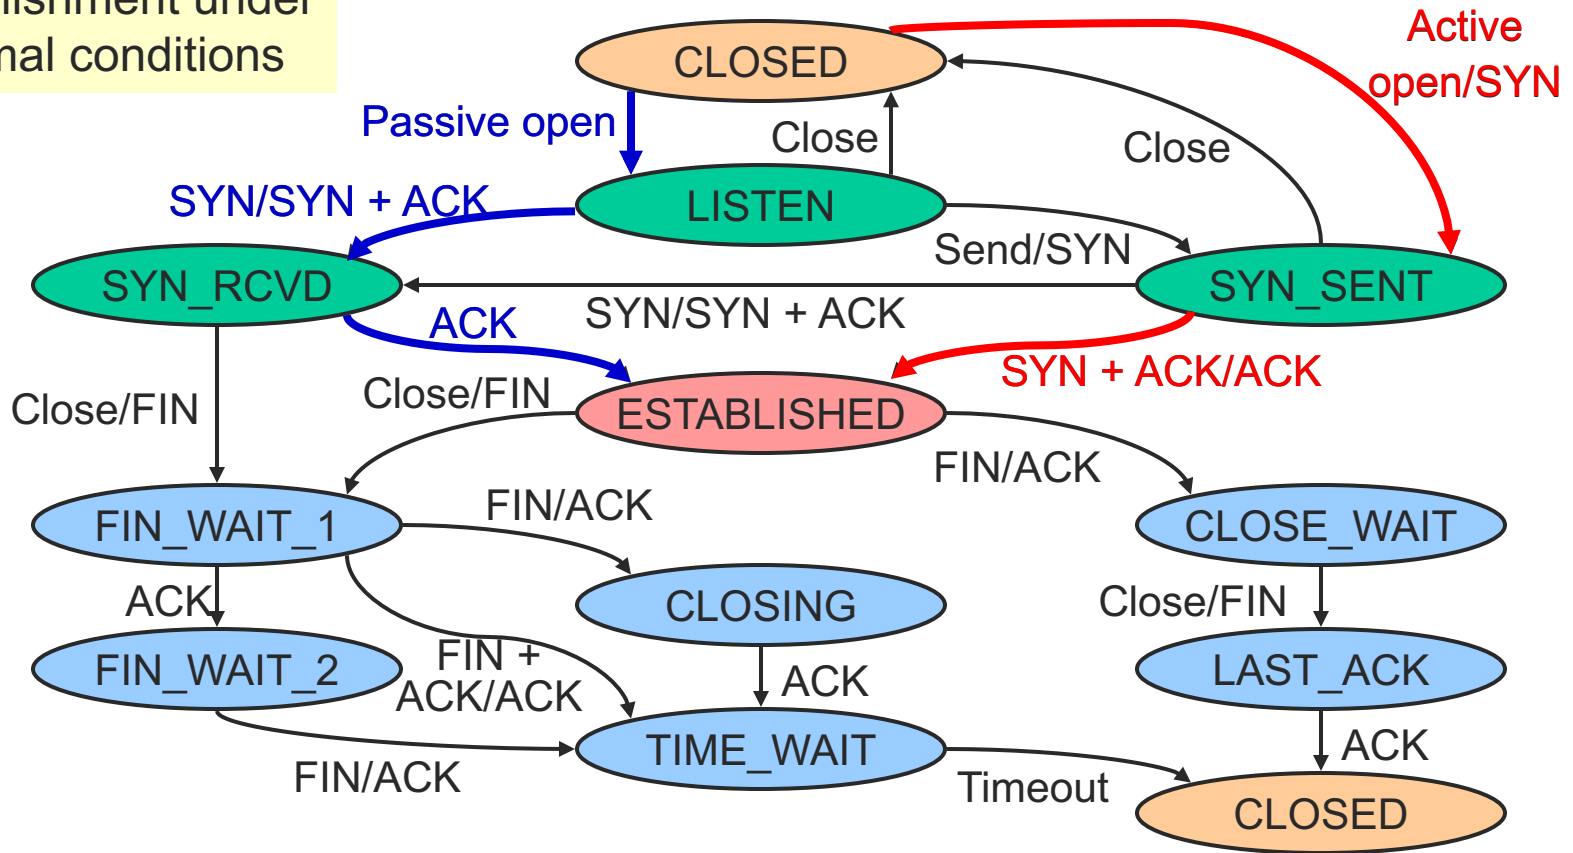 mal conditions
CLOSED
Active
open/SYN
Passive open
Close
Close
SYN/SYN + ACK
LISTEN
Send/SYN
SYN_RCVD
SYN_SENT
SYN/SYN + ACK
ACK
SYN + ACK/ACK
Close/FIN
Close/FIN
ESTABLISHED
FIN/ACK
FIN/ACK
FIN_WAIT_1
CLOSE_WAIT
ACK
CLOSING
Close/FIN
FIN_WAIT_2
FIN +
ACK/ACK
ACK
LAST_ACK
TIME_WAIT
ACK
FIN/ACK
Timeout
CLOSED